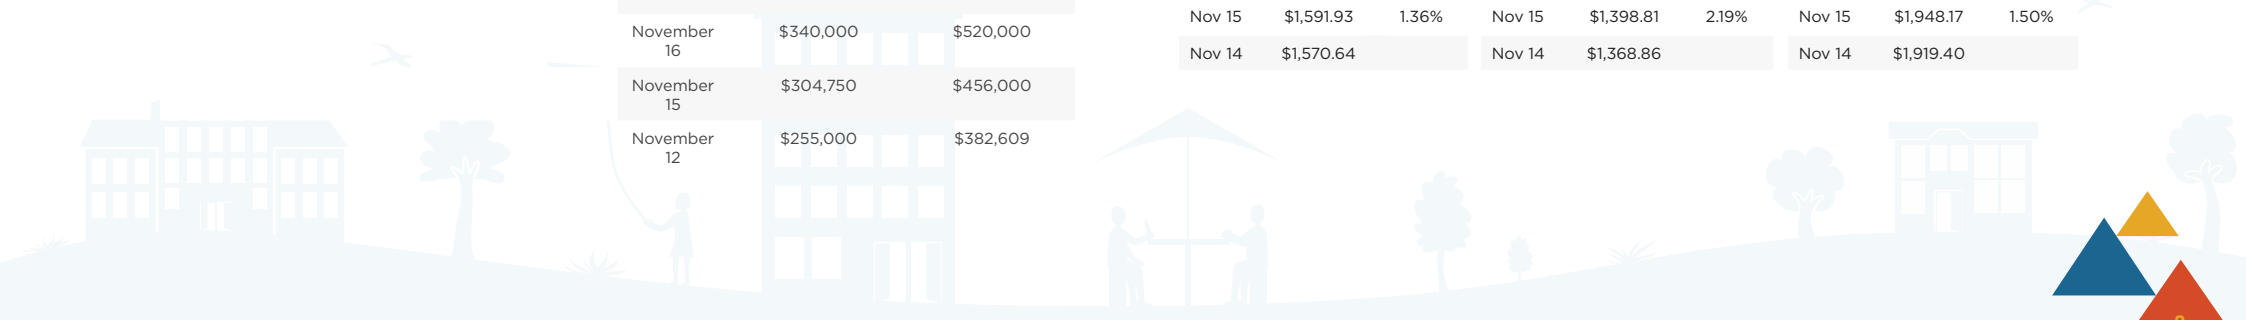 November $340,000 $520,000
16
November $304,750 $456,000
15
November $255,000 $382,609
12
Nov 15 $1,591.93 1.36% Nov 15 $1,398.81 2.19% Nov 15 $1,948.17 1.50%
Nov 14 $1,570.64 Nov 14 $1,368.86 Nov 14 $1,919.40